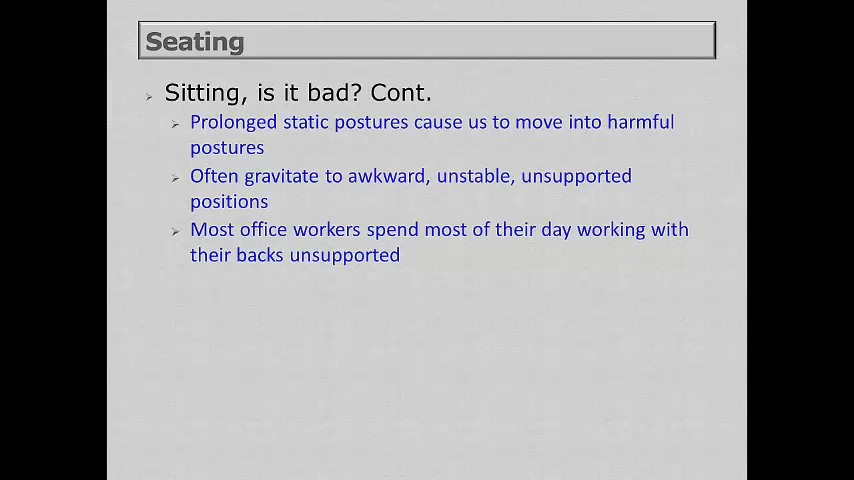 Seating
Sitting, is it bad? Cont.
Prolonged static postures cause us to move into harmful
postures
Often gravitate to awkward, unstable, unsupported
positions
Most office workers spend most of their day working with
their backs unsupported